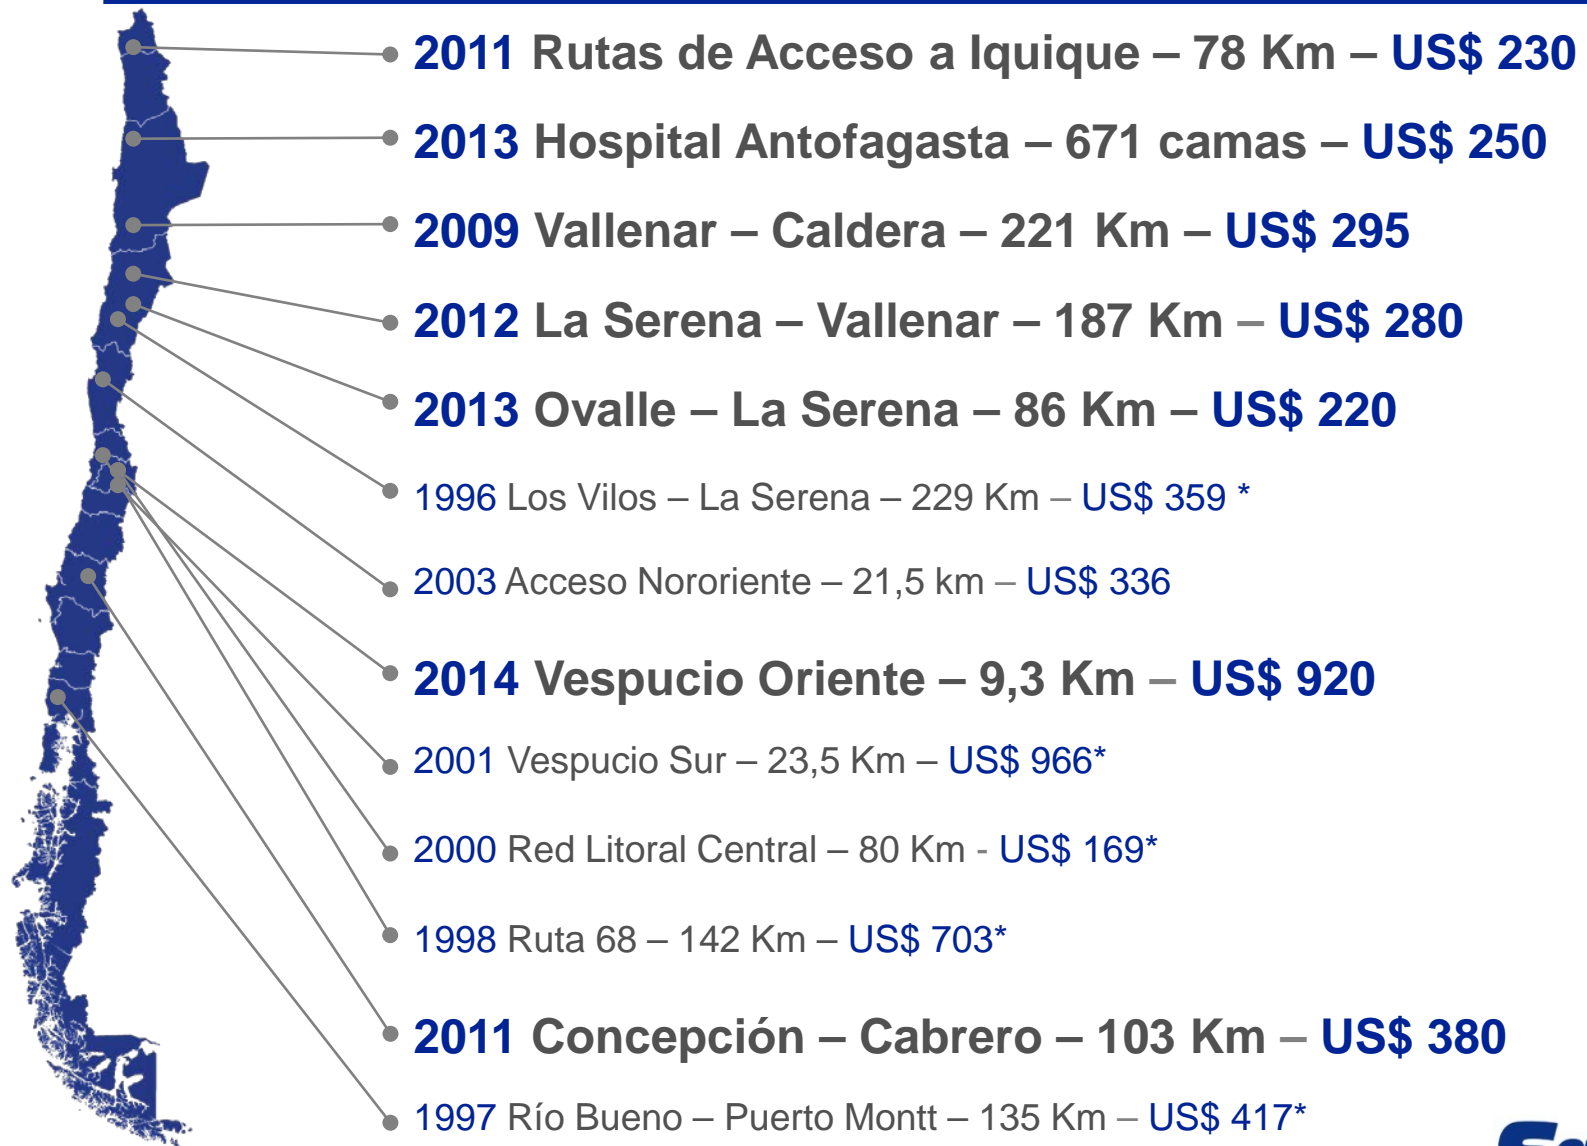 2011 Rutas de Acceso a Iquique – 78 Km – US$ 230
2013 Hospital Antofagasta – 671 camas – US$ 250
2009 Vallenar – Caldera – 221 Km – US$ 295
2012 La Serena – Vallenar – 187 Km – US$ 280
2013 Ovalle – La Serena – 86 Km – US$ 220
1996 Los Vilos – La Serena – 229 Km – US$ 359 *
2003 Acceso Nororiente – 21,5 km – US$ 336
2014 Vespucio Oriente – 9,3 Km – US$ 920
2001 Vespucio Sur – 23,5 Km – US$ 966*
2000 Red Litoral Central – 80 Km - US$ 169*
1998 Ruta 68 – 142 Km – US$ 703*
2011 Concepción – Cabrero – 103 Km – US$ 380
1997 Río Bueno – Puerto Montt – 135 Km – US$ 417*